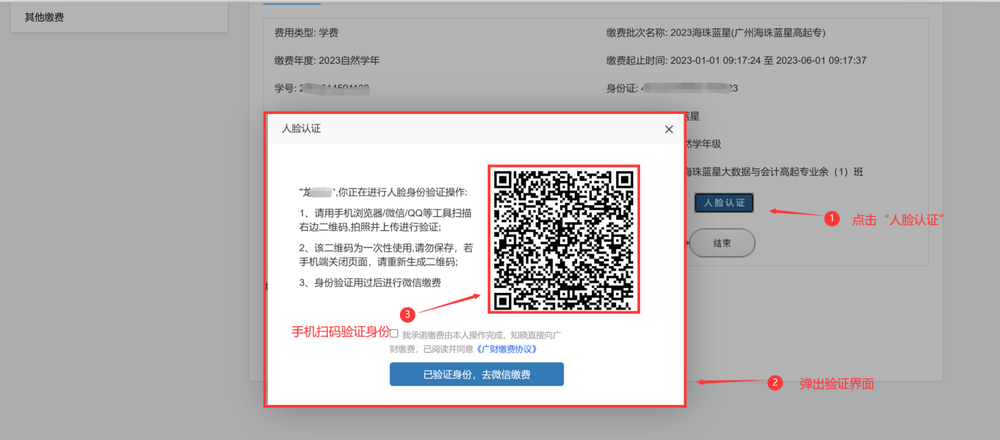 其他缴费
费用类型: 学费
缴费批次名称: 2023海珠蓝星(广州海珠蓝星高起专)
缴费年度: 2023自然学年
缴费起止时间: 2023-01-01 09:17:24 至 2023-06-01 09:17:37
学号:
身份证:
人脸认证
蓝星
然学年级
海珠蓝星大数据与会计高起专业余（1）班
"龙",你正在进行人脸身份验证操作:
1、请用手机浏览器/微信/QQ等工具扫描
右边二维码,拍照并上传进行验证;
2、该二维码为一次性使用,请勿保存，若
手机端关闭页面，请重新生成二维码;
3、身份验证用过后进行微信缴费
人脸认证
1 点击“人脸认证”
结束
3
手机扫码验证身份
我承诺缴费由本人操作完成，知晓直接向广
财缴费，已阅读并同意《广财缴费协议》
已验证身份，去微信缴费
2 弹出验证界面